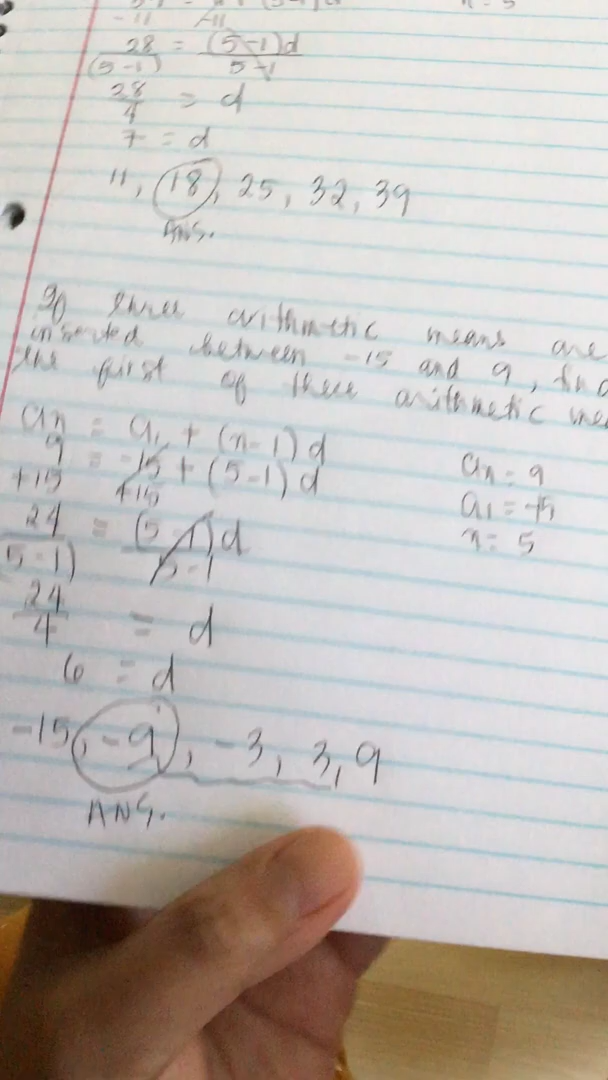 -11 -11
28 = (5-1)d
(5-1) 5-1
28
4 = d
7 = d
11, 18, 25, 32, 39
ANS.
If three arithmetic means are
inserted between -15 and 9, find
the first of these arithmetic
an = a1 + (n-1)d
9 = -15 + (5-1)d
+15 +15
24 = (5-1)d
5-1) 5-1
24
4 = d
6 = d
-15, -9, -3, 3, 9
ANS.
an = 9
a1 = -15
n = 5